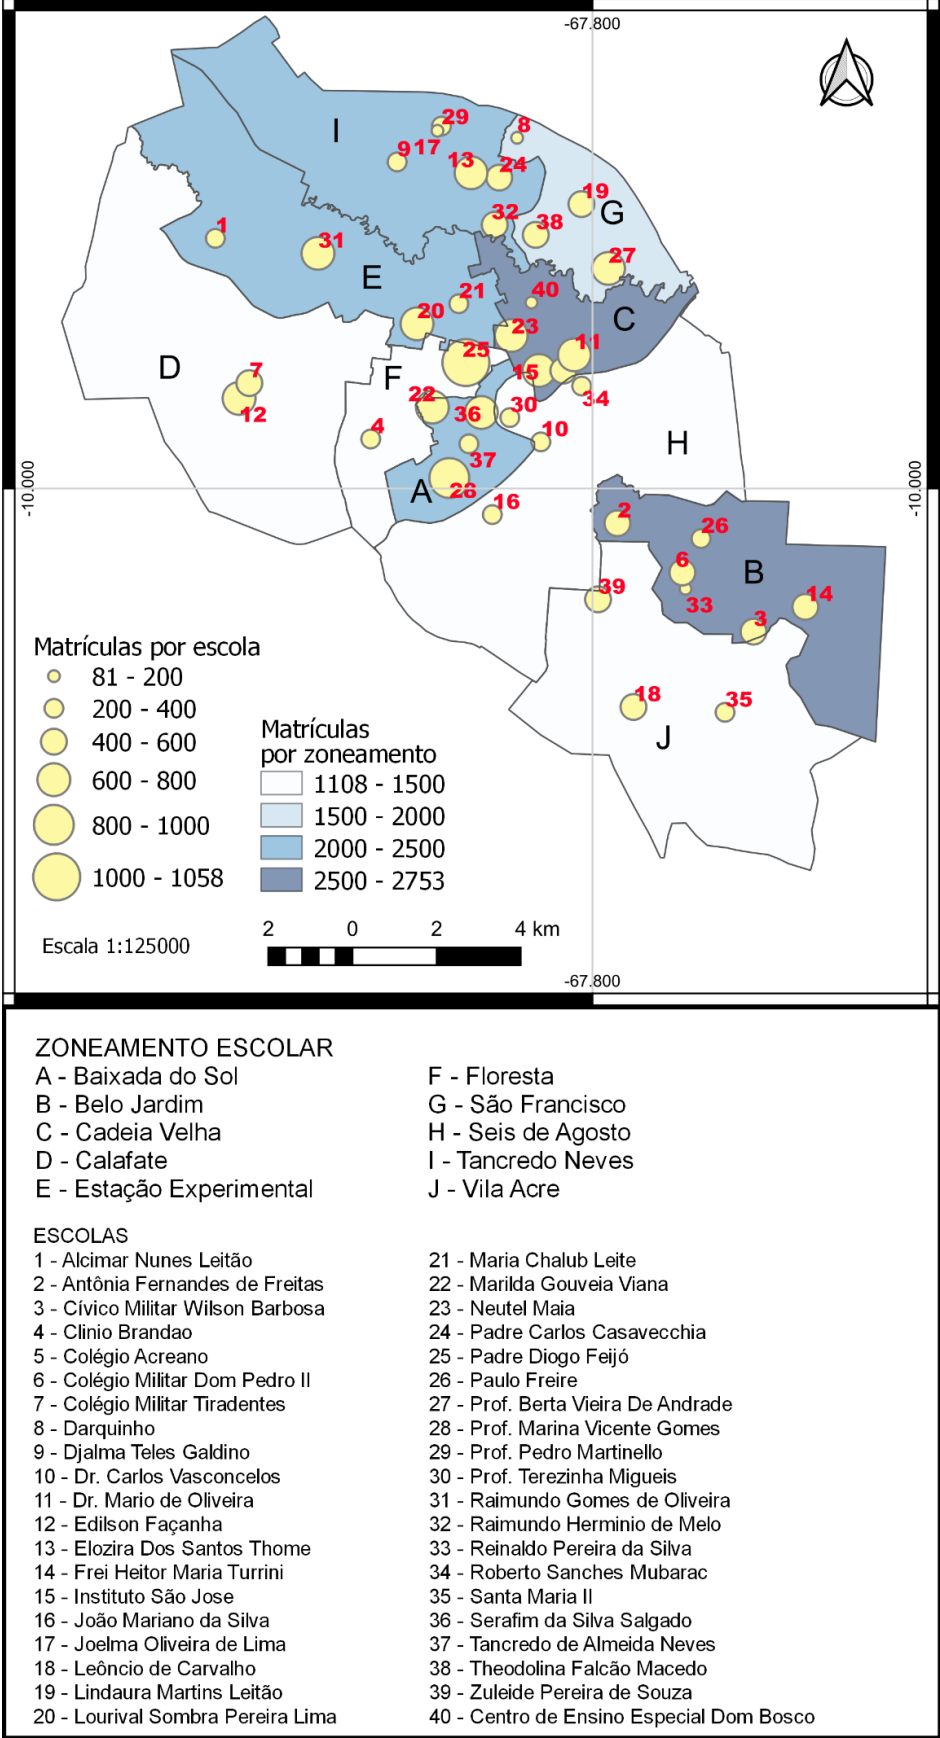 -67.800
I
29
17
9
13
24
8
19
G
32
38
27
1
31
E
21
40
C
20
23
25
11
15
34
D
7
12
F
22
36
30
4
10
37
H
-10.000
A
28
16
-10.000
2
26
6
B
33
14
39
3
18
35
J
Matrículas por escola
81 - 200
200 - 400
400 - 600
600 - 800
800 - 1000
1000 - 1058
Matrículas
por zoneamento
1108 - 1500
1500 - 2000
2000 - 2500
2500 - 2753
Escala 1:125000
2 0 2 4 km
-67.800
ZONEAMENTO ESCOLAR
A - Baixada do Sol
B - Belo Jardim
C - Cadeia Velha
D - Calafate
E - Estação Experimental
F - Floresta
G - São Francisco
H - Seis de Agosto
I - Tancredo Neves
J - Vila Acre
ESCOLAS
1 - Alcimar Nunes Leitão
2 - Antônia Fernandes de Freitas
3 - Cívico Militar Wilson Barbosa
4 - Clinio Brandao
5 - Colégio Acreano
6 - Colégio Militar Dom Pedro II
7 - Colégio Militar Tiradentes
8 - Darquinho
9 - Djalma Teles Galdino
10 - Dr. Carlos Vasconcelos
11 - Dr. Mario de Oliveira
12 - Edilson Façanha
13 - Elozira Dos Santos Thome
14 - Frei Heitor Maria Turrini
15 - Instituto São Jose
16 - João Mariano da Silva
17 - Joelma Oliveira de Lima
18 - Leôncio de Carvalho
19 - Lindaura Martins Leitão
20 - Lourival Sombra Pereira Lima
21 - Maria Chalub Leite
22 - Marilda Gouveia Viana
23 - Neutel Maia
24 - Padre Carlos Casavecchia
25 - Padre Diogo Feijó
26 - Paulo Freire
27 - Prof. Berta Vieira De Andrade
28 - Prof. Marina Vicente Gomes
29 - Prof. Pedro Martinello
30 - Prof. Terezinha Migueis
31 - Raimundo Gomes de Oliveira
32 - Raimundo Herminio de Melo
33 - Reinaldo Pereira da Silva
34 - Roberto Sanches Mubarac
35 - Santa Maria II
36 - Serafim da Silva Salgado
37 - Tancredo de Almeida Neves
38 - Theodolina Falcão Macedo
39 - Zuleide Pereira de Souza
40 - Centro de Ensino Especial Dom Bosco